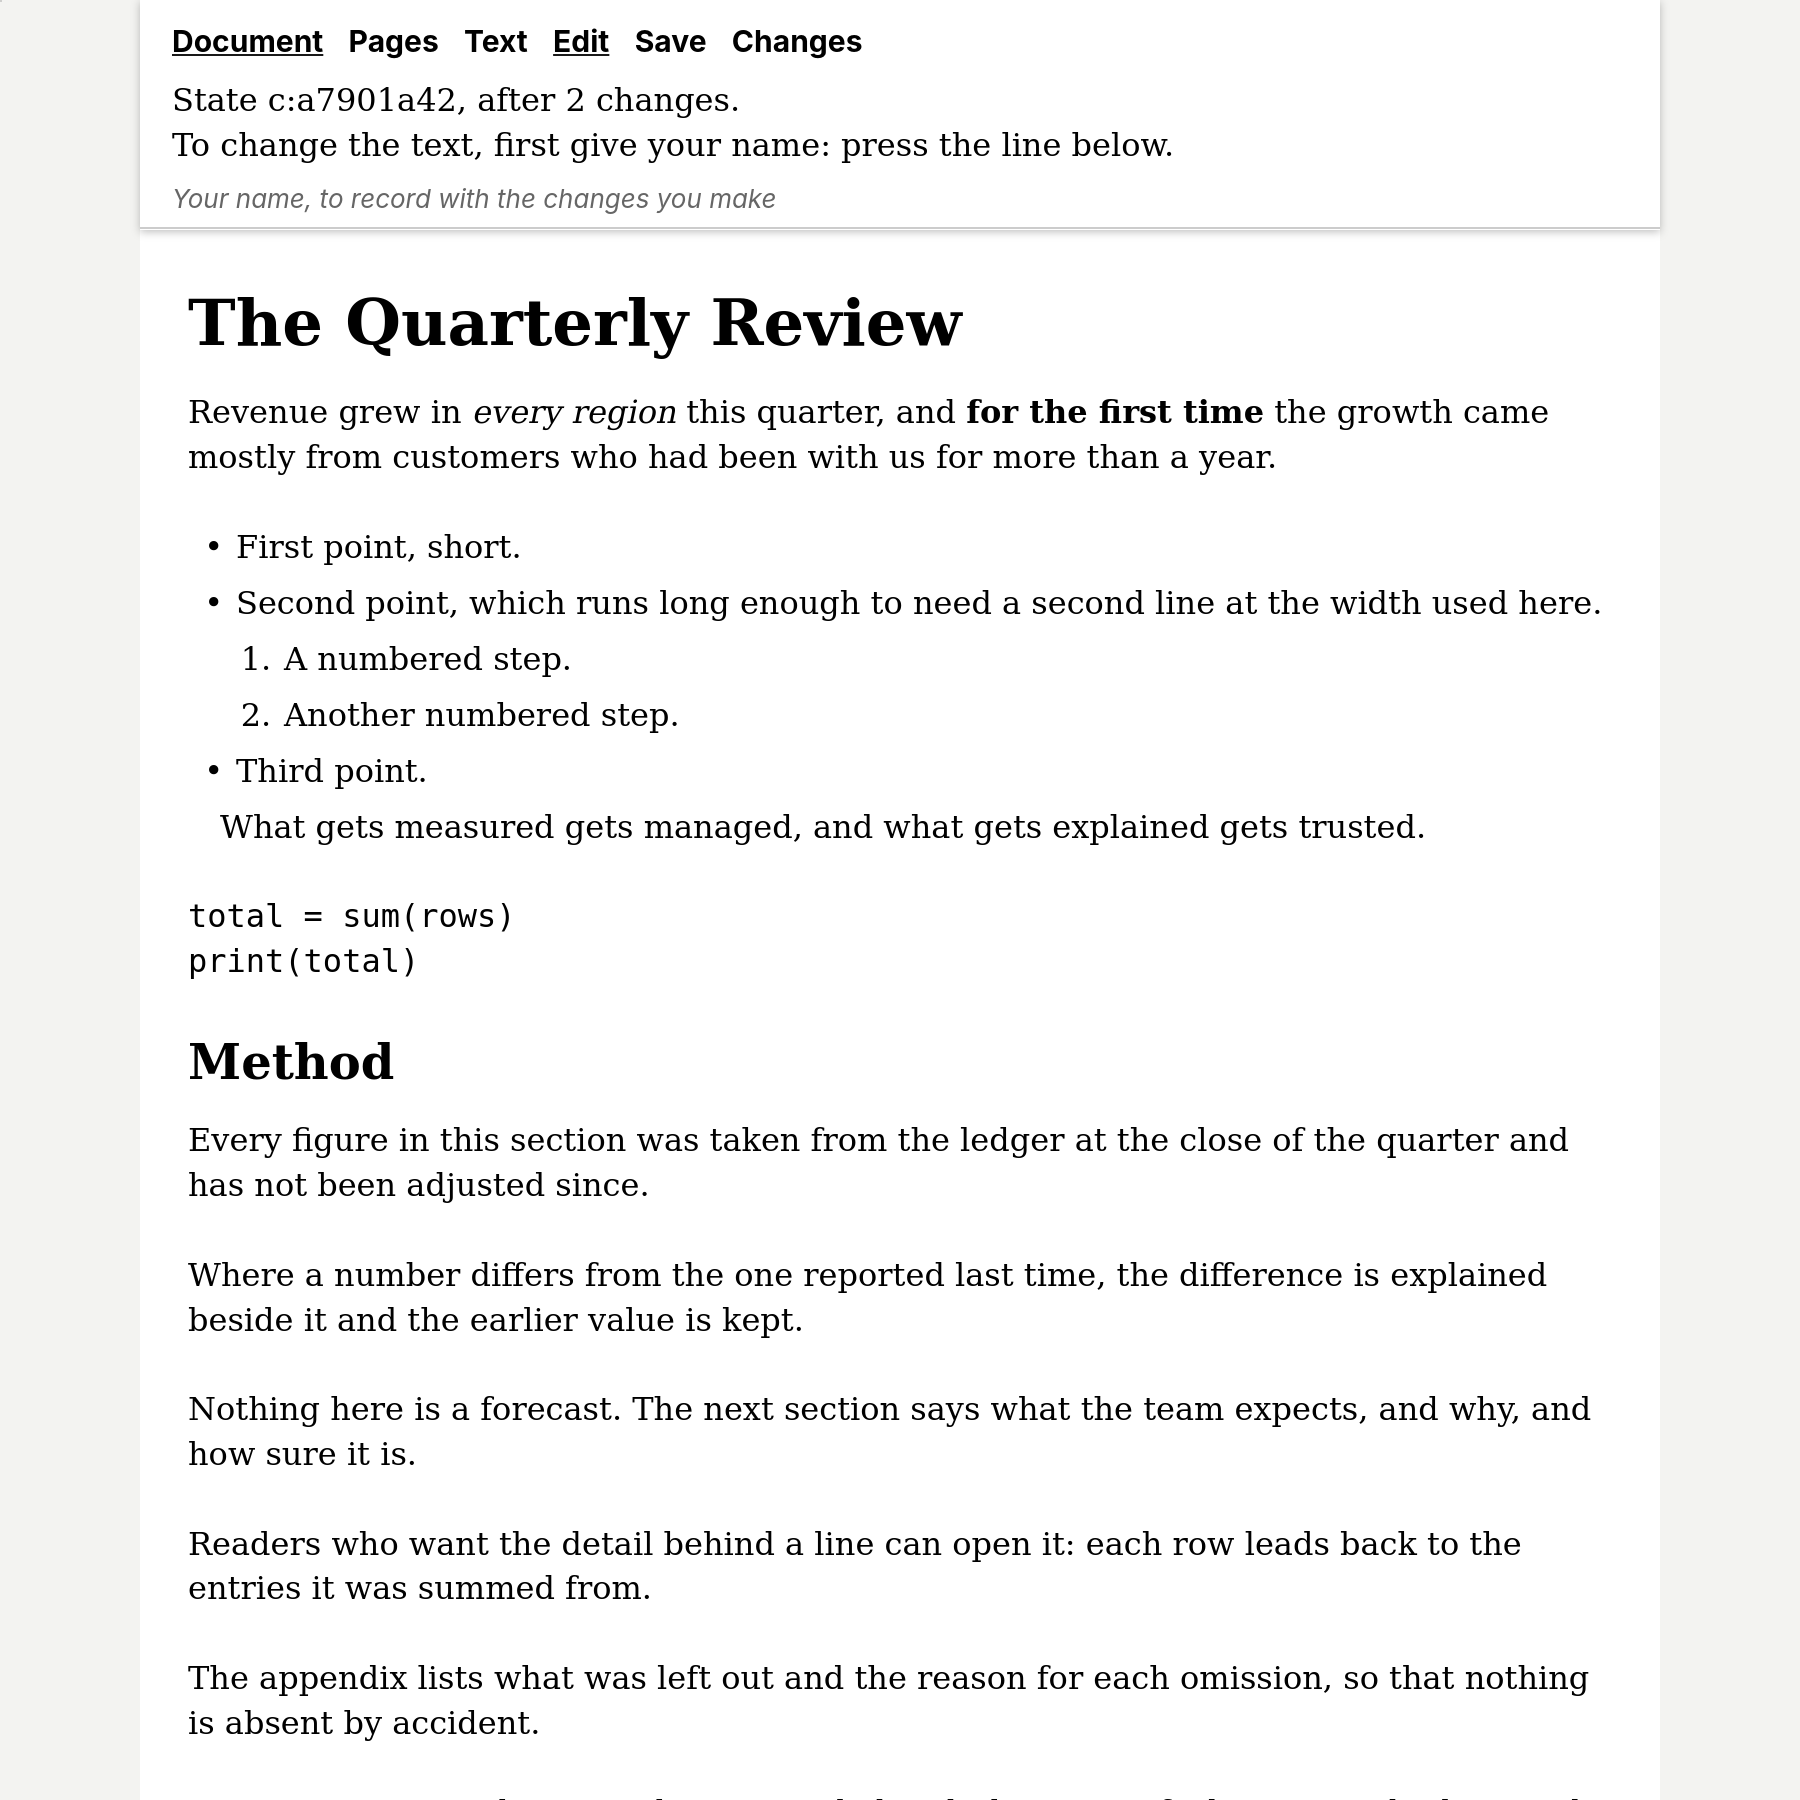 Document Pages Text Edit Save Changes
State c:a7901a42, after 2 changes.
To change the text, first give your name: press the line below.
Your name, to record with the changes you make
The Quarterly Review
Revenue grew in every region this quarter, and for the first time the growth came
mostly from customers who had been with us for more than a year.
• First point, short.
• Second point, which runs long enough to need a second line at the width used here.
1. A numbered step.
2. Another numbered step.
• Third point.
What gets measured gets managed, and what gets explained gets trusted.
total = sum(rows)
print(total)
Method
Every figure in this section was taken from the ledger at the close of the quarter and
has not been adjusted since.
Where a number differs from the one reported last time, the difference is explained
beside it and the earlier value is kept.
Nothing here is a forecast. The next section says what the team expects, and why, and
how sure it is.
Readers who want the detail behind a line can open it: each row leads back to the
entries it was summed from.
The appendix lists what was left out and the reason for each omission, so that nothing
is absent by accident.